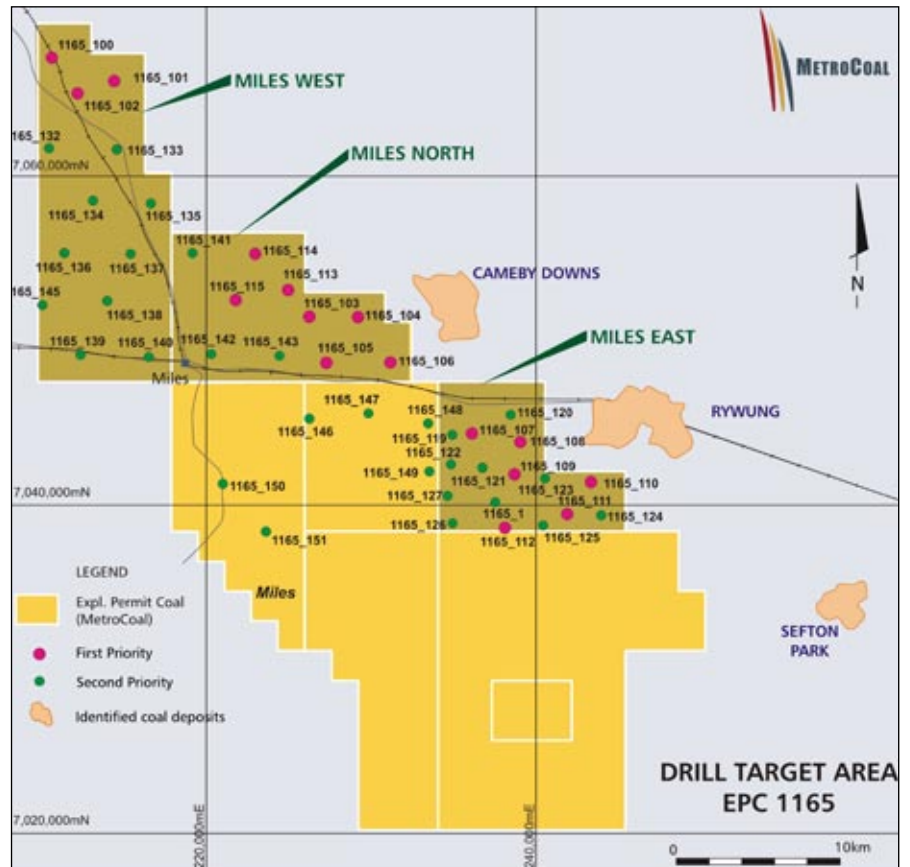 1165_100
METROCOAL
1165_101
MILES WEST
1165_102
165_132
1165_133
MILES NORTH
7,060,000mN
1165_134
1165_135
1165_141
1165_114
1165_136
1165_137
1165_113
CAMEBY DOWNS
1165_115
1165_103
N
165_145
1165_138
1165_104
MILES EAST
1165_139
1165_140
1165_142
1165_143
1165_105
1165_106
Miles
1165_147
1165_148
1165_120
RYWUNG
1165_146
1165_119
1165_107
1165_108
1165_122
1165_149
1165_121
1165_109
1165_123
1165_110
1165_150
1165_127
1165_111
7,040,000mN
1165_1
1165_124
1165_126
1165_112
1165_125
1165_151
LEGEND
Expl. Permit Coal
(MetroCoal)
Miles
First Priority
SEFTON
PARK
Second Priority
Identified coal deposits
DRILL TARGET AREA
EPC 1165
7,020,000mN
220,000mE
240,000mE
0 10km